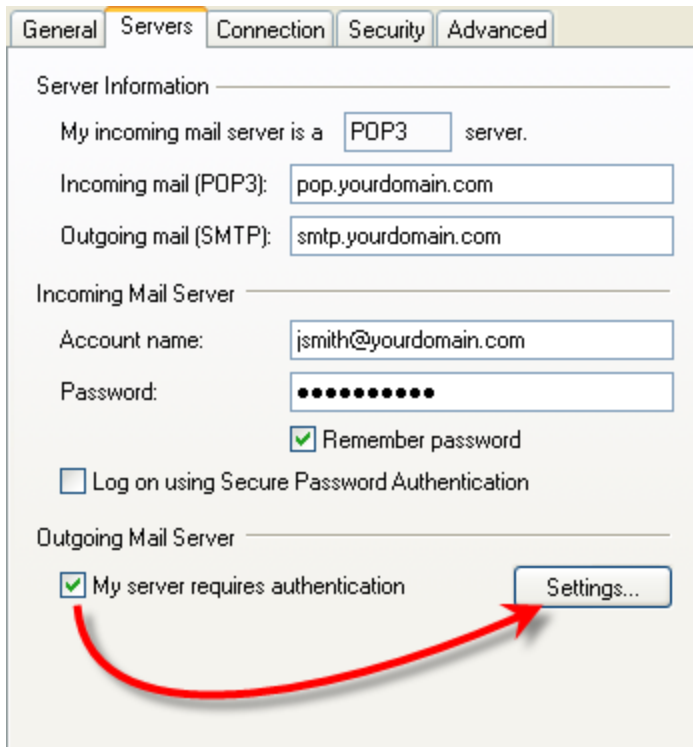 General Servers Connection Security Advanced
Server Information
My incoming mail server is a POP3 server.
Incoming mail (POP3): pop.yourdomain.com
Outgoing mail (SMTP): smtp.yourdomain.com
Incoming Mail Server
Account name: jsmith@yourdomain.com
Password: ●●●●●●●●●●
Remember password
Log on using Secure Password Authentication
Outgoing Mail Server
My server requires authentication Settings...